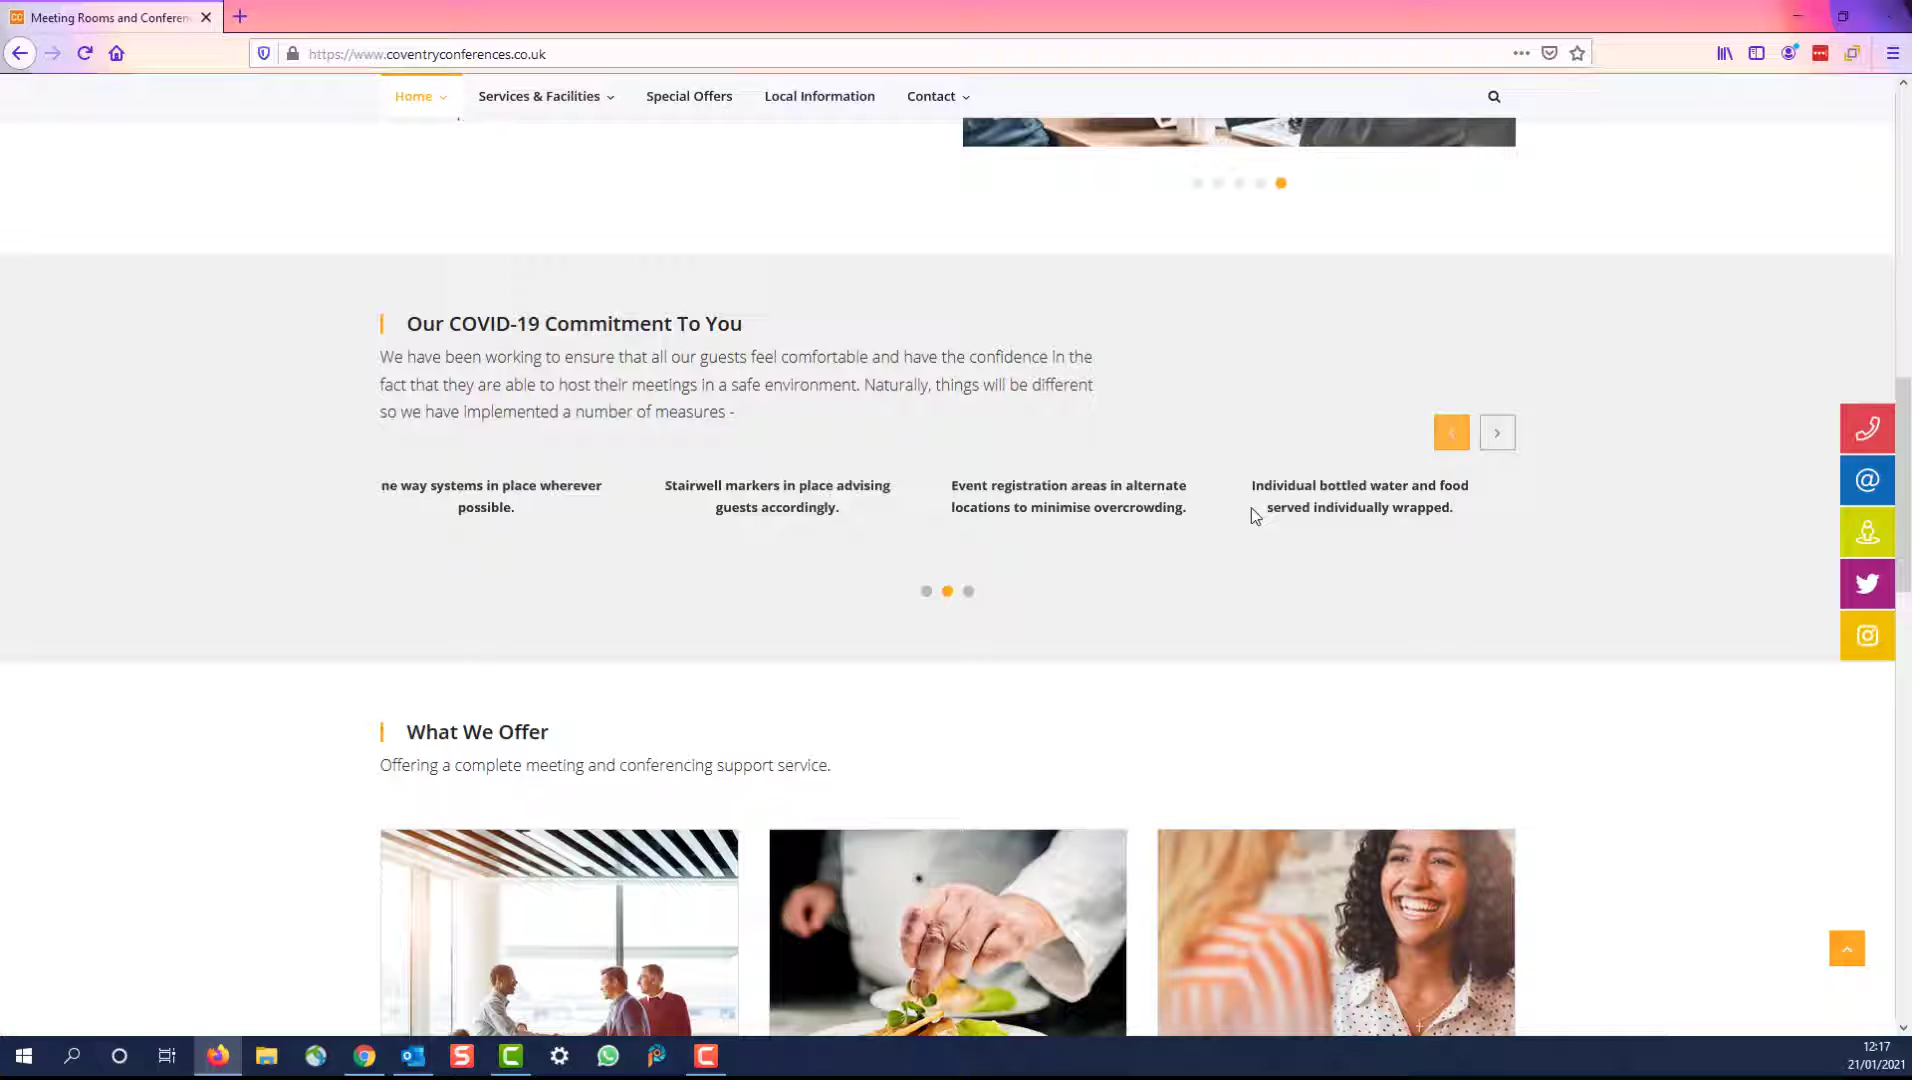 Meeting Rooms and Conferen
https://www.coventryconferences.co.uk
Home
Services & Facilities
Special Offers
Local Information
Contact
Our COVID-19 Commitment To You
We have been working to ensure that all our guests feel comfortable and have the confidence in the
fact that they are able to host their meetings in a safe environment. Naturally, things will be different
so we have implemented a number of measures -
ne way systems in place wherever
possible.
Stairwell markers in place advising
guests accordingly.
Event registration areas in alternate
locations to minimise overcrowding.
Individual bottled water and food
served individually wrapped.
What We Offer
Offering a complete meeting and conferencing support service.
12:17
21/01/2021